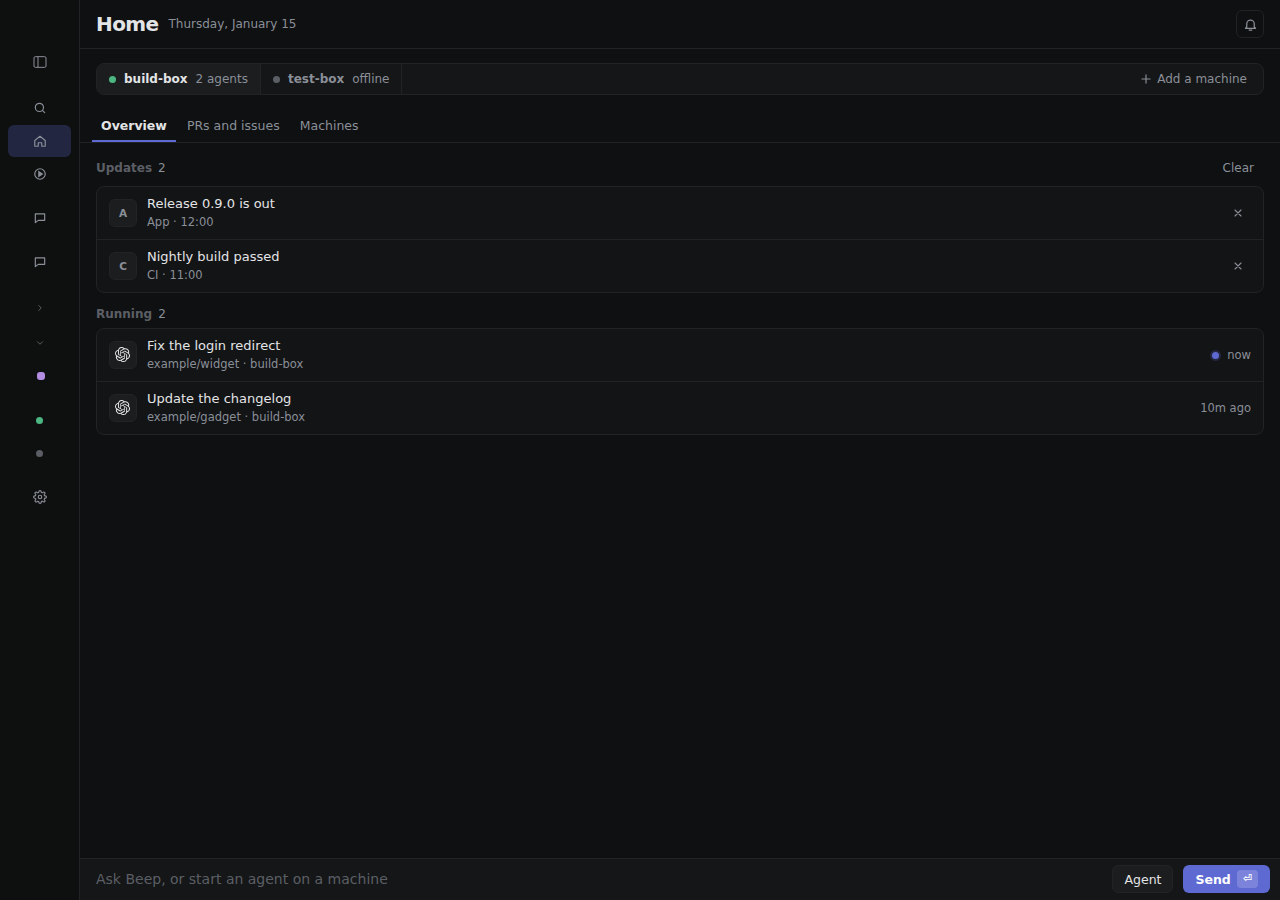 Home Thursday, January 15
build-box 2 agents test-box offline Add a machine
Overview PRs and issues Machines
Updates 2 Clear
A Release 0.9.0 is out
App · 12:00
C Nightly build passed
CI · 11:00
Running 2
Fix the login redirect
example/widget · build-box now
Update the changelog
example/gadget · build-box 10m ago
Ask Beep, or start an agent on a machine Agent Send ⏎